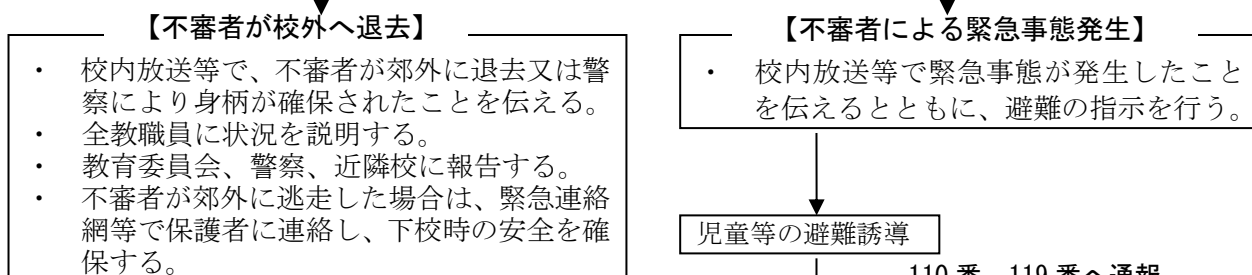 【不審者が校外へ退去】
・ 校内放送等で、不審者が郊外に退去又は警
察により身柄が確保されたことを伝える。
・ 全教職員に状況を説明する。
・ 教育委員会、警察、近隣校に報告する。
・ 不審者が郊外に逃走した場合は、緊急連絡
網等で保護者に連絡し、下校時の安全を確
保する。
【不審者による緊急事態発生】
・ 校内放送等で緊急事態が発生したこと
を伝えるとともに、避難の指示を行う。
児童等の避難誘導
110番、119番へ通報